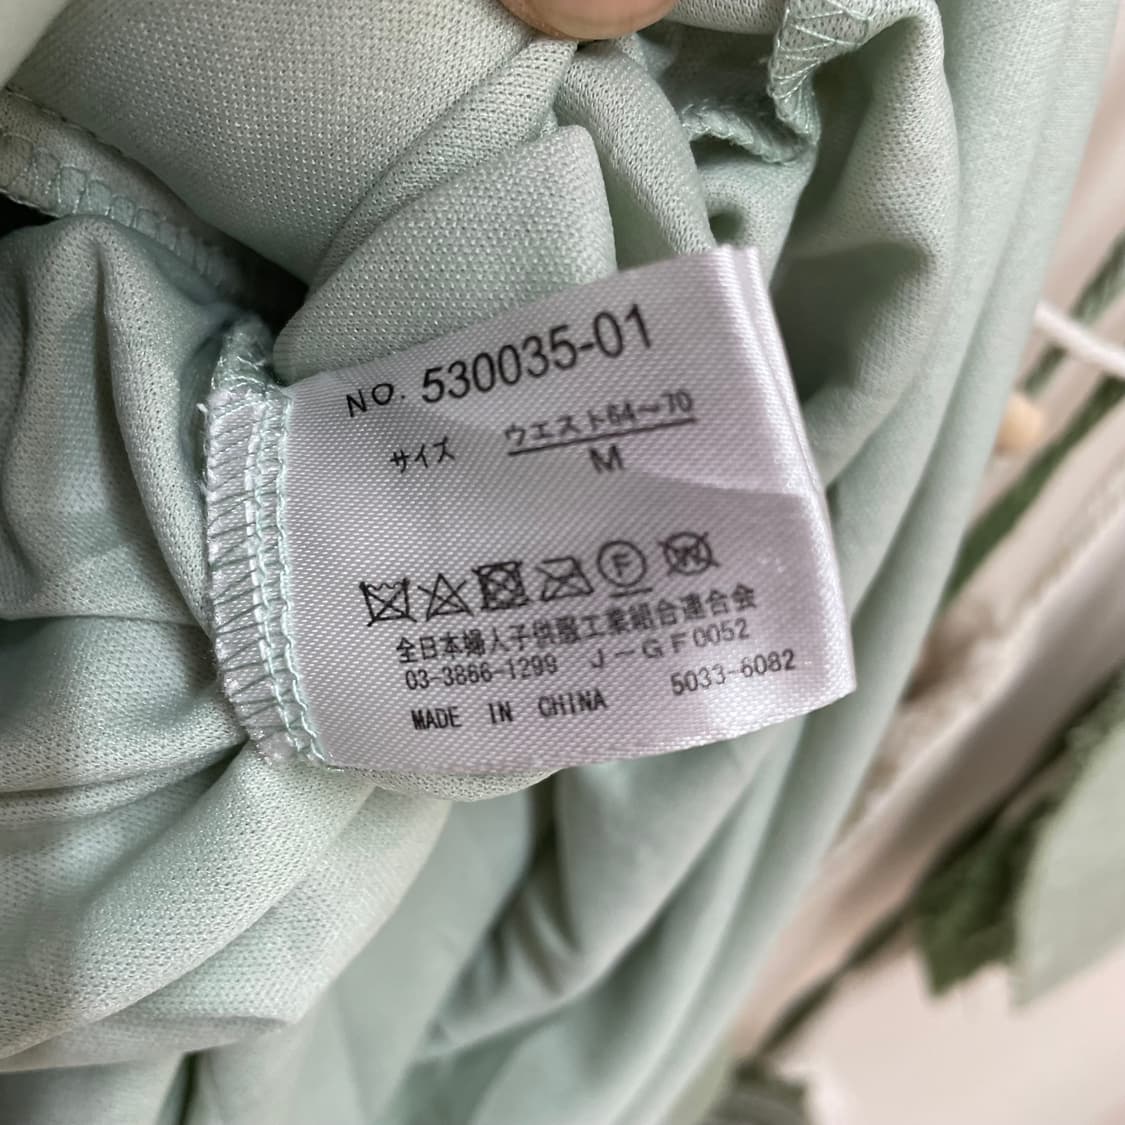 NO. 530035-01
サイズ ウエスト64～70
M
F W
全日本婦人子供服工業組合連合会
03-3866-1299 J-GF0052
MADE IN CHINA 5033-6082